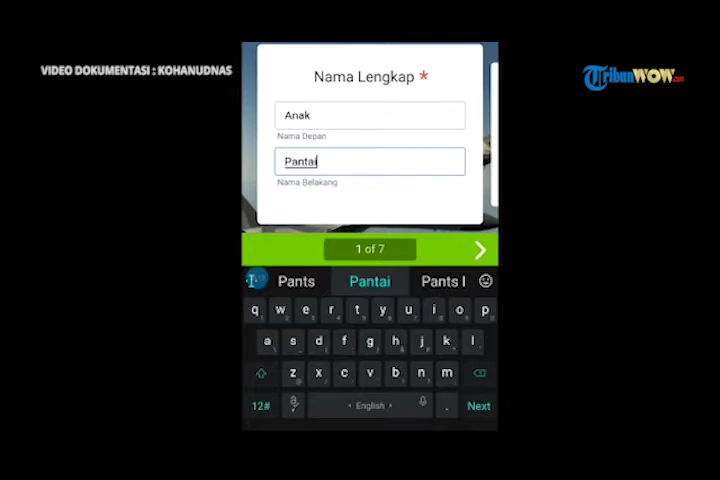 VIDEO DOKUMENTASI : KOHANUDNAS
TribunWOW.com
Nama Lengkap *
Anak
Nama Depan
Pantai
Nama Belakang
1 of 7
Pants Pantai Pants I
q w e r t y u i o p
a s d f g h j k l
z x c v b n m
12# English . Next